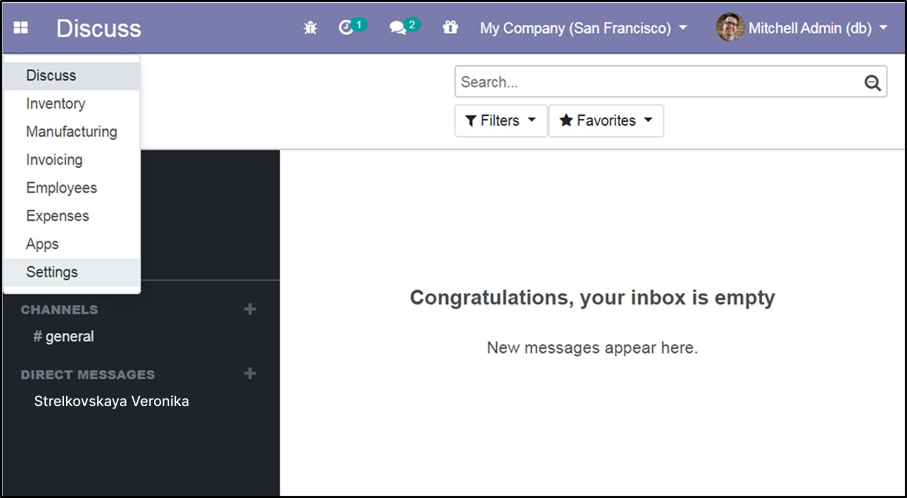 Discuss
1
2
My Company (San Francisco)
Mitchell Admin (db)
Discuss
Inventory
Manufacturing
Invoicing
Employees
Expenses
Apps
Settings
Search...
Filters
Favorites
CHANNELS
# general
DIRECT MESSAGES
Strelkovskaya Veronika
Congratulations, your inbox is empty
New messages appear here.